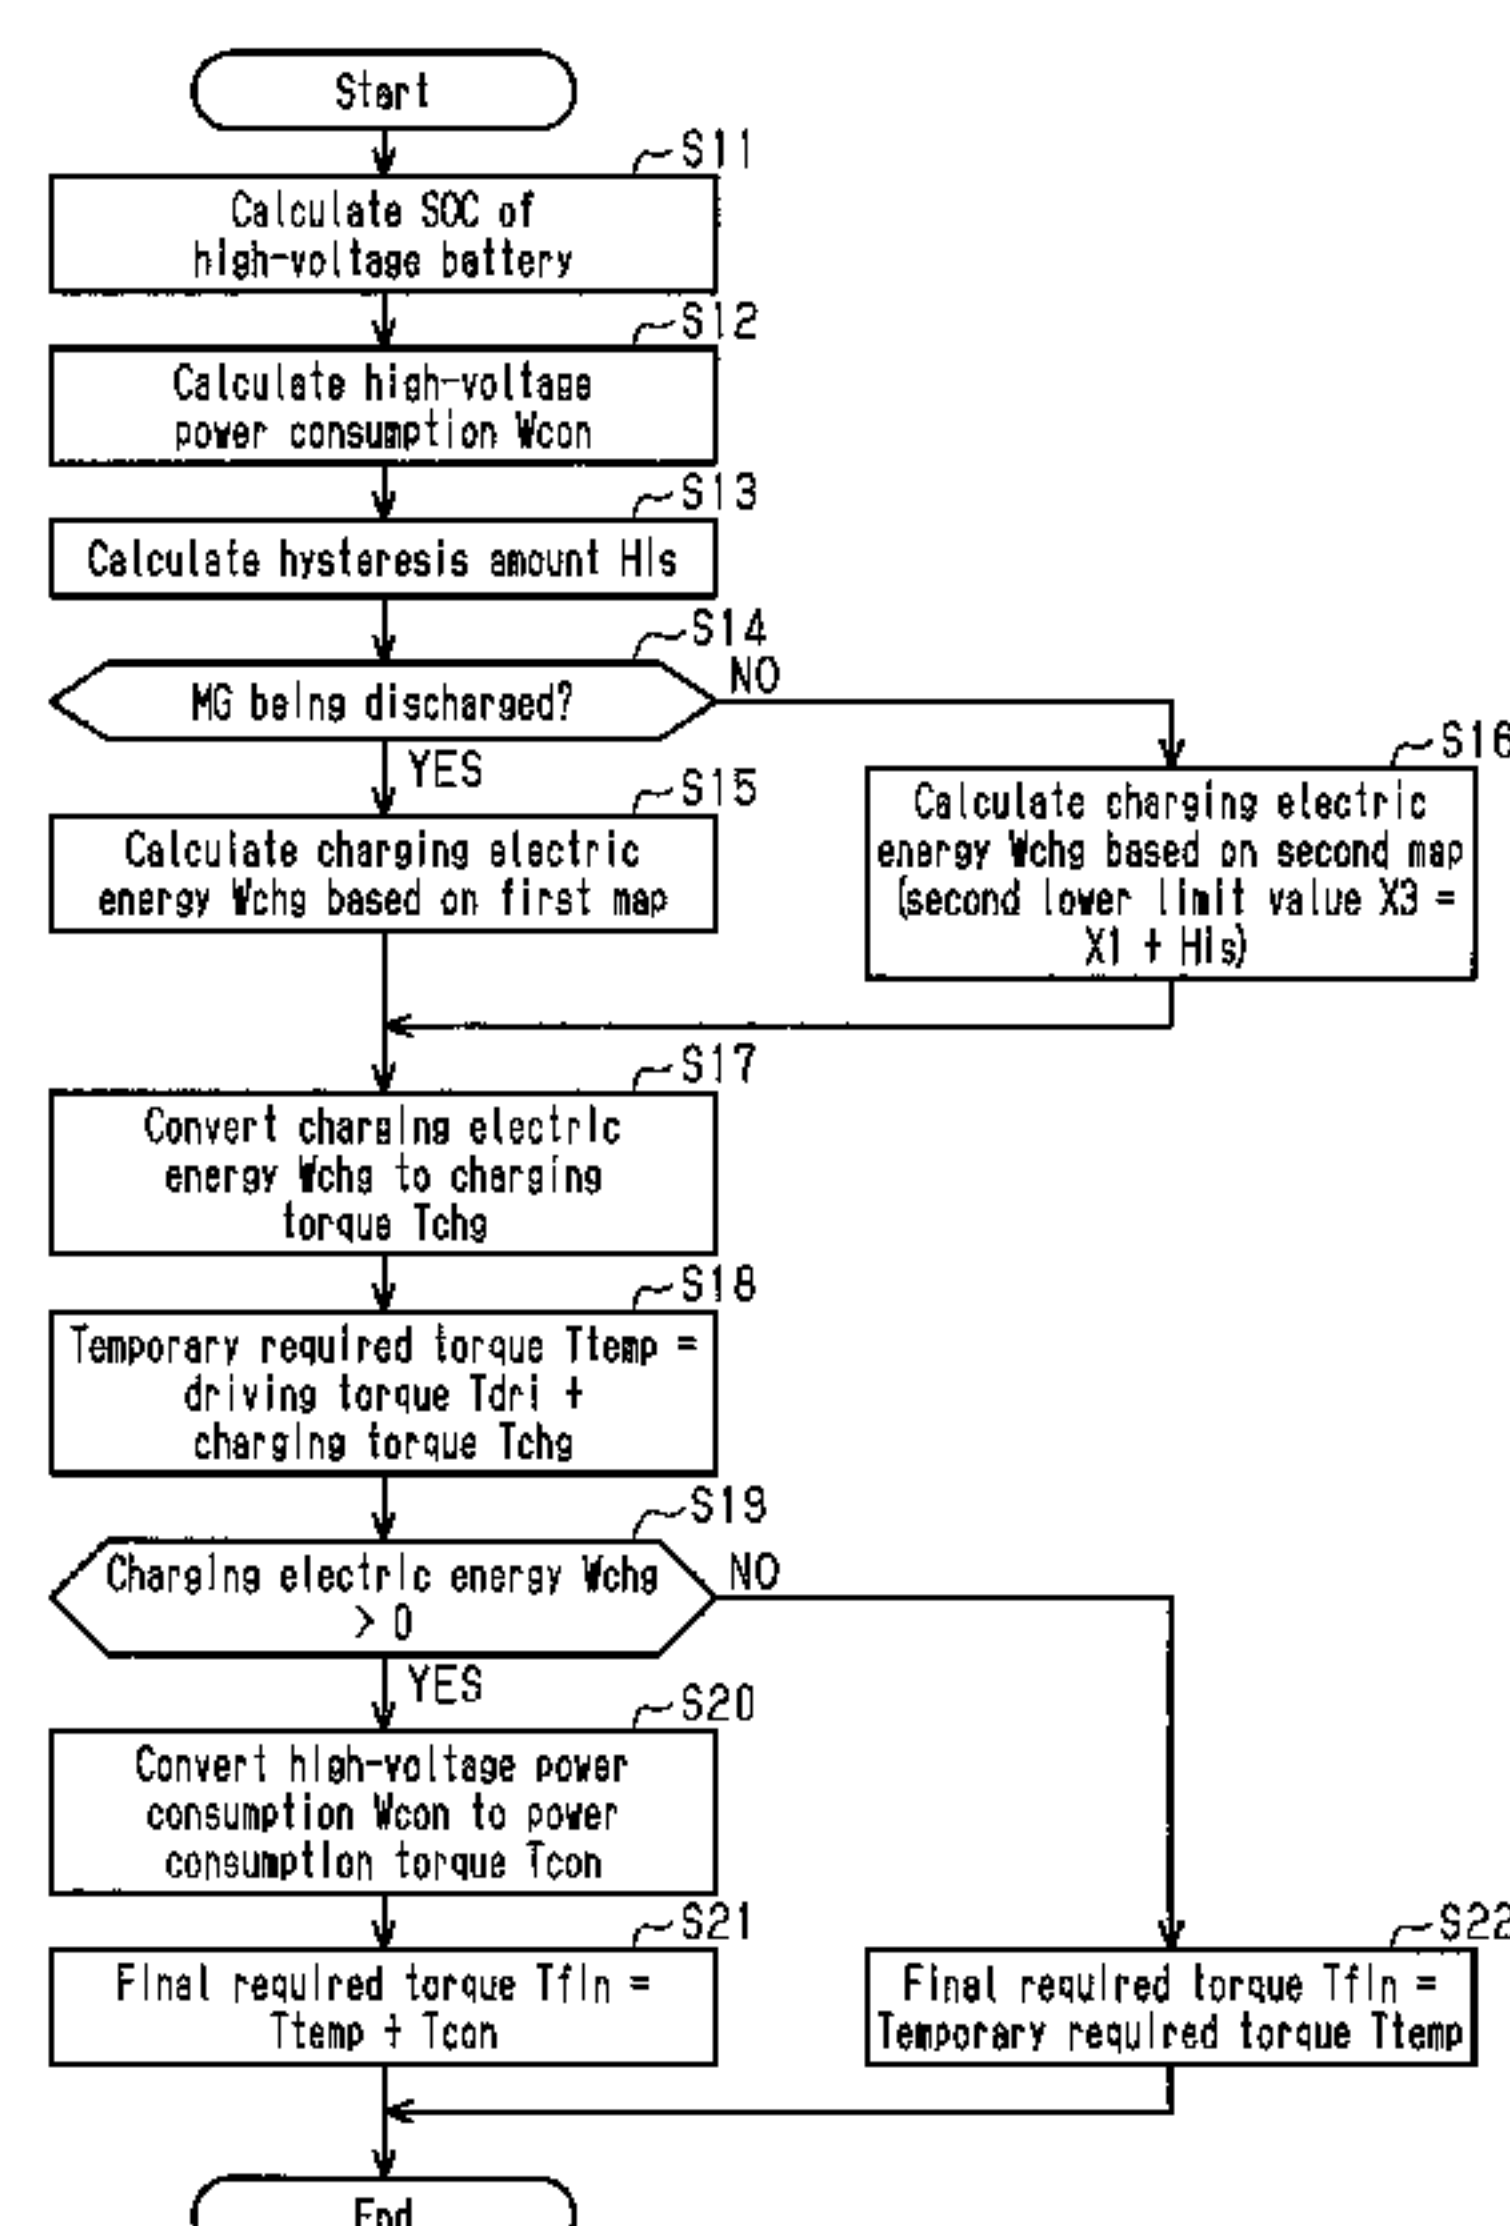 Start
S11
Calculate SOC of
high-voltage battery
S12
Calculate high-voltage
power consumption Wcon
S13
Calculate hysteresis amount His
S14
MG being discharged?
NO
YES
S15
Calculate charging electric
energy Wchg based on first map
S16
Calculate charging electric
energy Wchg based on second map
(second lower limit value X3 =
X1 + His)
S17
Convert charging electric
energy Wchg to charging
torque Tchg
S18
Temporary required torque Ttemp =
driving torque Tdri +
charging torque Tchg
S19
Charging electric energy Wchg
> 0
NO
YES
S20
Convert high-voltage power
consumption Wcon to power
consumption torque Tcon
S21
Final required torque Tfin =
Ttemp + Tcon
S22
Final required torque Tfin =
Temporary required torque Ttemp
End